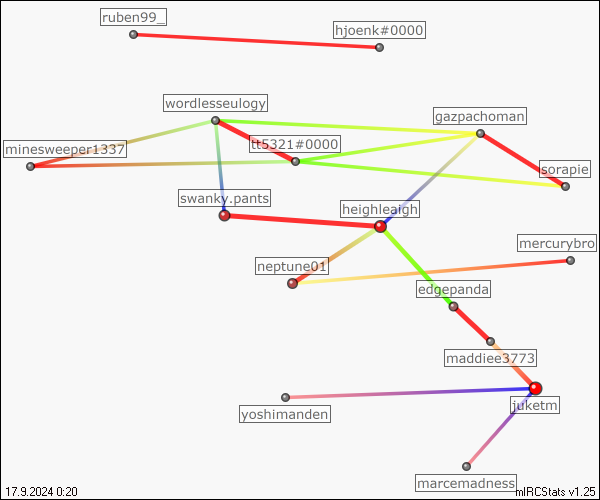 ruben99_
hjoenk#0000
wordlesseulogy
gazpachoman
minesweeper1337
tt5321#0000
sorapie
swanky.pants
heighleaigh
mercurybro
neptune01
edgepanda
maddiee3773
juketm
yoshimanden
marcemadness
17.9.2024 0:20
mIRCStats v1.25